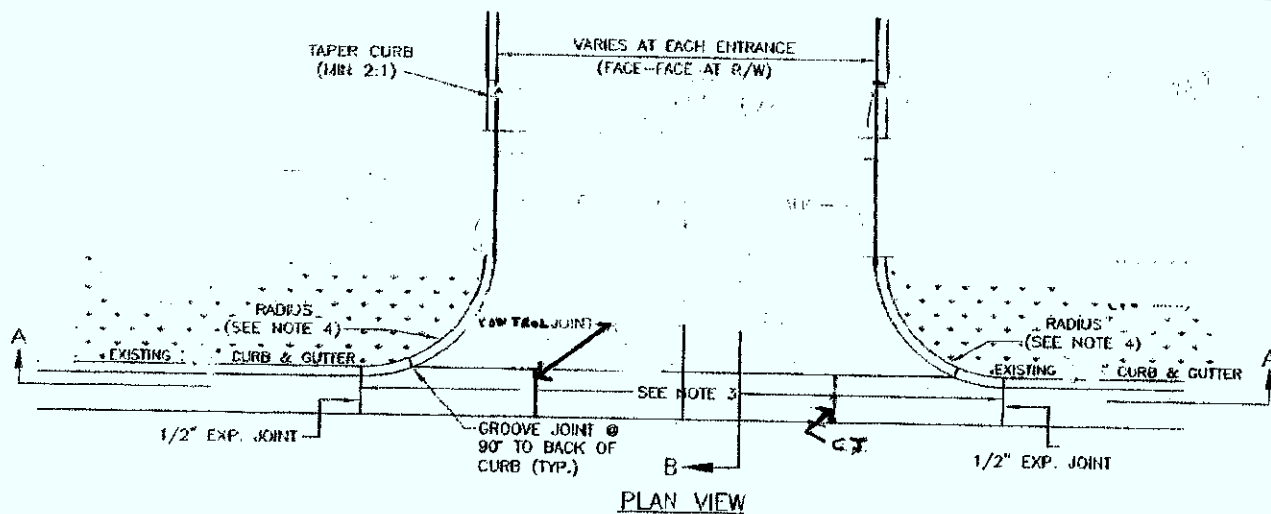 TAPER CURB
(MIN 2:1)
VARIES AT EACH ENTRANCE
(FACE-FACE AT R/W)
RADIUS
(SEE NOTE 4)
CONTROL JOINT
RADIUS
(SEE NOTE 4)
A
EXISTING CURB & GUTTER
EXISTING CURB & GUTTER
A
SEE NOTE 3
1/2" EXP. JOINT
GROOVE JOINT @
90° TO BACK OF
CURB (TYP.)
C.J.
1/2" EXP. JOINT
B
PLAN VIEW